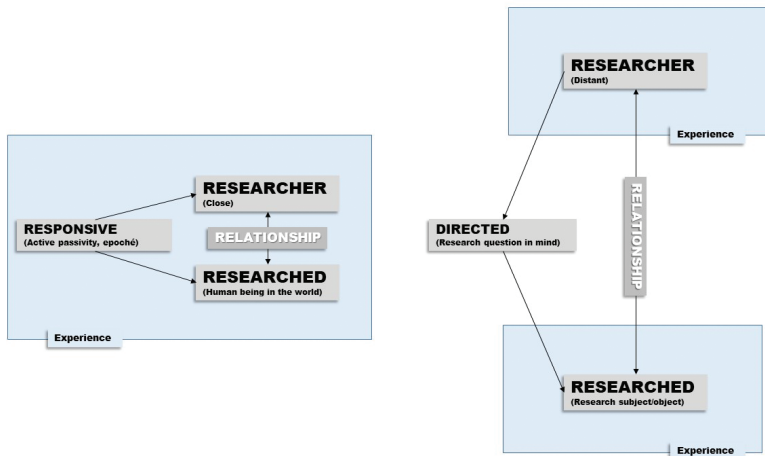 RESEARCHER
(Close)
RESPONSIVE
(Active passivity, epoché)
RELATIONSHIP
RESEARCHED
(Human being in the world)
Experience
RESEARCHER
(Distant)
Experience
RELATIONSHIP
DIRECTED
(Research question in mind)
RESEARCHED
(Research subject/object)
Experience